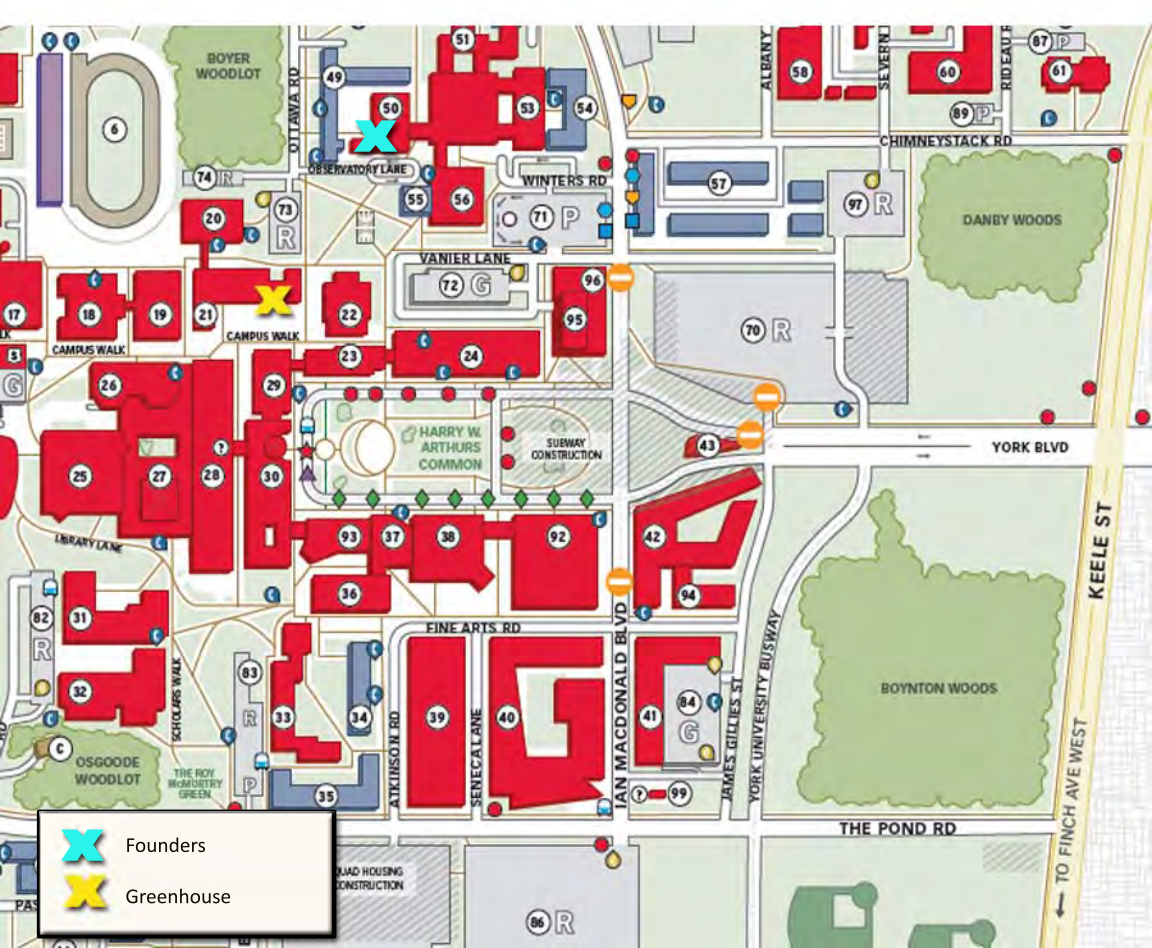 51
87 P
BOYER
WOODLOT
49
58
ALBANY
SEVERN
60
RIDEAU
61
50
53
54
89 P
OTTAWA RD
CHIMNEYSTACK RD
6
OBSERVATORY LANE
74 R
WINTERS RD
57
55
56
20
73
R
71 P
97 R
DANBY WOODS
VANIER LANE
72 G
96
17
18
19
21
22
95
70 R
CAMPUS WALK
CAMPUS WALK
23
24
S
G
26
29
HARRY W.
ARTHURS
COMMON
SUBWAY
CONSTRUCTION
43
YORK BLVD
?
25
27
28
30
KEELE ST
LIBRARY LANE
93
37
38
92
42
36
94
82
R
31
FINE ARTS RD
IAN MACDONALD BLVD
YORK UNIVERSITY BUSWAY
83
R
P
SCHOLARS WALK
32
33
34
ATKINSON RD
39
SENECA LANE
40
41
84
G
JAMES GILLIES ST
BOYNTON WOODS
RD
C
OSGOODE
WOODLOT
THE ROY
McMURTRY
GREEN
35
? 99
THE POND RD
TO FINCH AVE WEST
Founders
Greenhouse
QUAD HOUSING
CONSTRUCTION
PAS
86 R